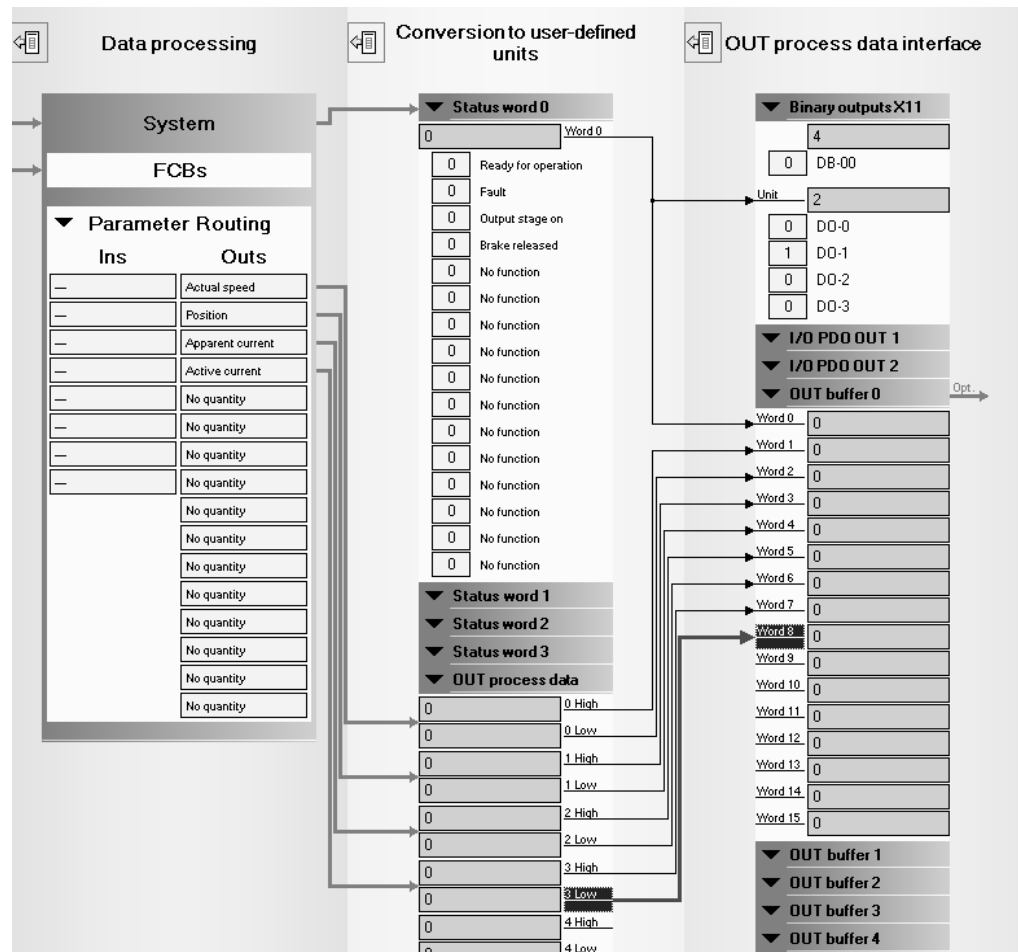 Data processing
Conversion to user-defined
units
OUT process data interface
System
FCBs
Parameter Routing
Ins Outs
— Actual speed
— Position
— Apparent current
— Active current
— No quantity
— No quantity
— No quantity
— No quantity
No quantity
No quantity
No quantity
No quantity
No quantity
No quantity
No quantity
No quantity
Status word 0
0 Word 0
0 Ready for operation
0 Fault
0 Output stage on
0 Brake released
0 No function
0 No function
0 No function
0 No function
0 No function
0 No function
0 No function
0 No function
0 No function
0 No function
0 No function
0 No function
Status word 1
Status word 2
Status word 3
OUT process data
0 0 High
0 0 Low
0 1 High
0 1 Low
0 2 High
0 2 Low
0 3 High
0 3 Low
0 4 High
0 4 Low
Binary outputs X11
4
0 DB-00
Unit 2
0 DO-0
1 DO-1
0 DO-2
0 DO-3
I/O PDO OUT 1
I/O PDO OUT 2
OUT buffer 0 Opt.
Word 0 0
Word 1 0
Word 2 0
Word 3 0
Word 4 0
Word 5 0
Word 6 0
Word 7 0
Word 8 0
Word 9 0
Word 10 0
Word 11 0
Word 12 0
Word 13 0
Word 14 0
Word 15 0
OUT buffer 1
OUT buffer 2
OUT buffer 3
OUT buffer 4